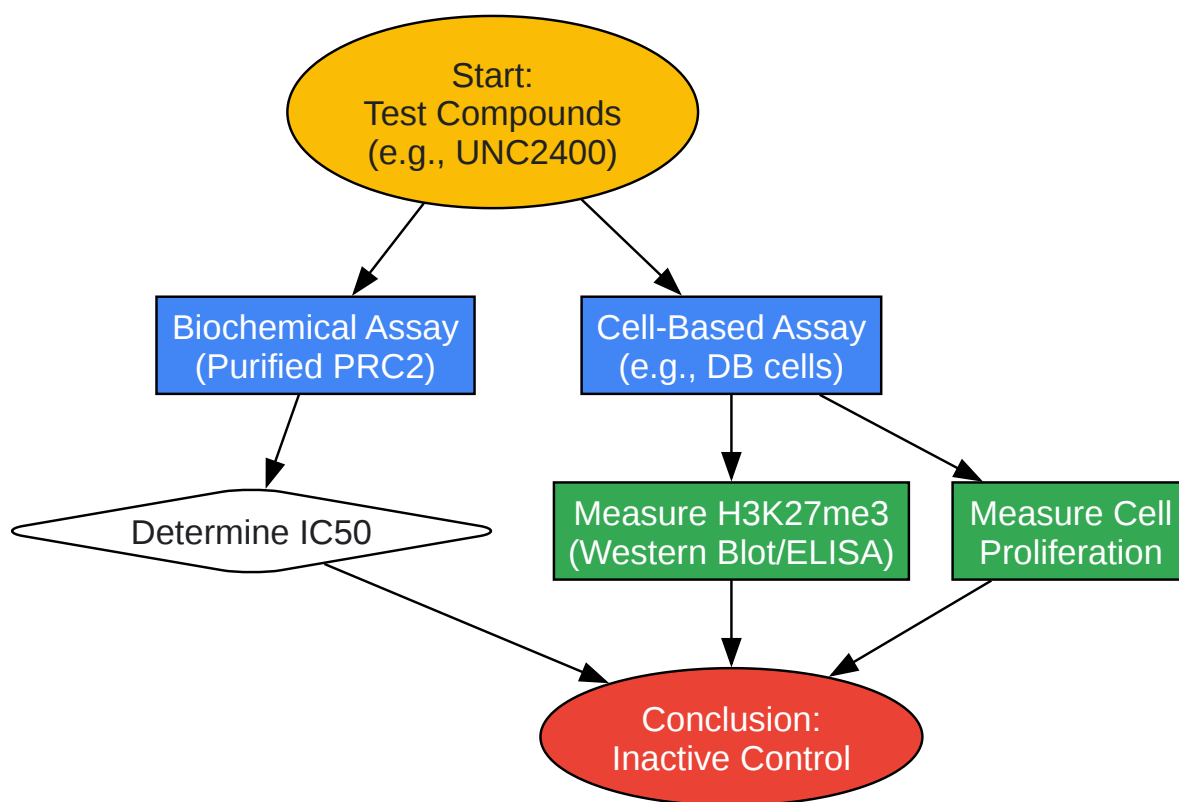 Start:
Test Compounds
(e.g., UNC2400)
Biochemical Assay
(Purified PRC2)
Cell-Based Assay
(e.g., DB cells)
Determine IC50
Measure H3K27me3
(Western Blot/ELISA)
Measure Cell
Proliferation
Conclusion:
Inactive Control